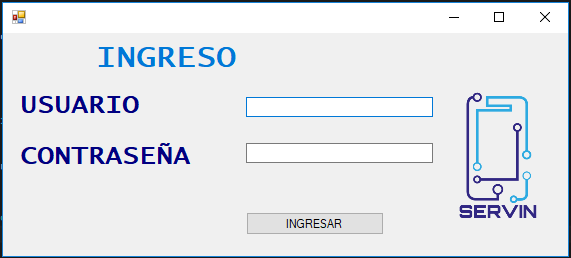 INGRESO
USUARIO
CONTRASEÑA
SERVIN
INGRESAR